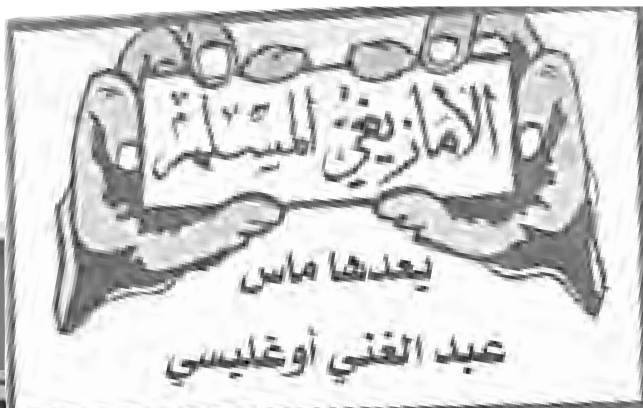 الأمازيغي المسلم
يعدها ماس
عبد الغني أوغليسي